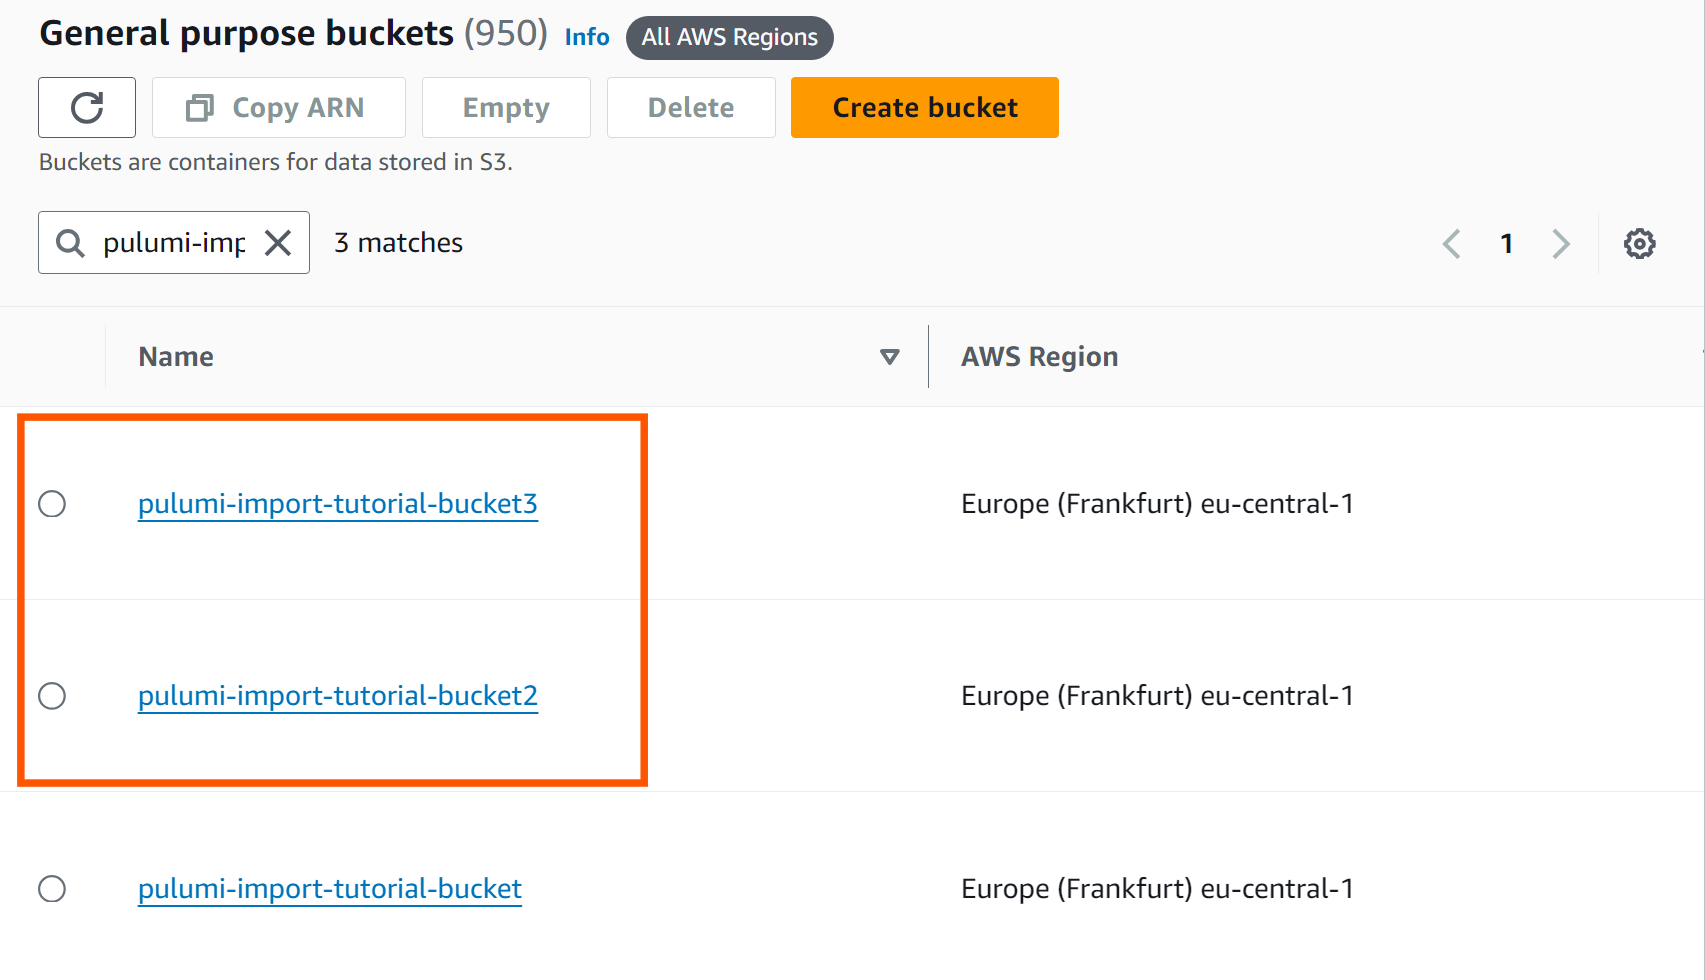 General purpose buckets (950) Info All AWS Regions
Copy ARN Empty Delete Create bucket
Buckets are containers for data stored in S3.
pulumi-imp 3 matches 1
Name AWS Region
pulumi-import-tutorial-bucket3 Europe (Frankfurt) eu-central-1
pulumi-import-tutorial-bucket2 Europe (Frankfurt) eu-central-1
pulumi-import-tutorial-bucket Europe (Frankfurt) eu-central-1